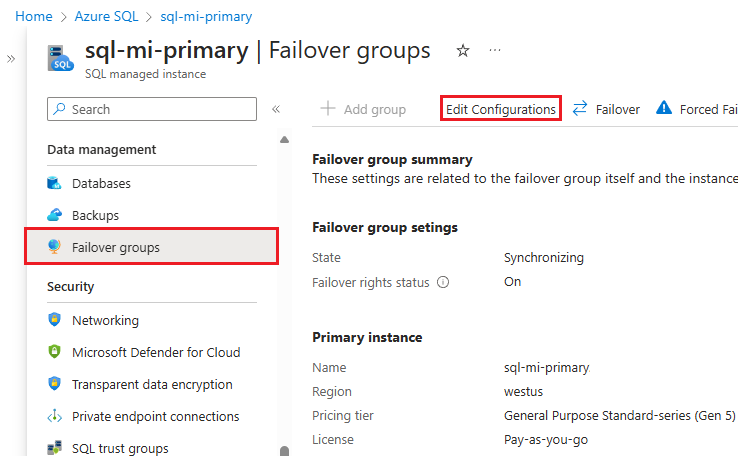 Home > Azure SQL > sql-mi-primary
sql-mi-primary | Failover groups
SQL managed instance
Search
Add group
Edit Configurations
Failover
Forced Fai
Data management
Databases
Backups
Failover groups
Security
Networking
Microsoft Defender for Cloud
Transparent data encryption
Private endpoint connections
SQL trust groups
Failover group summary
These settings are related to the failover group itself and the instance
Failover group setings
State Synchronizing
Failover rights status On
Primary instance
Name sql-mi-primary
Region westus
Pricing tier General Purpose Standard-series (Gen 5)
License Pay-as-you-go